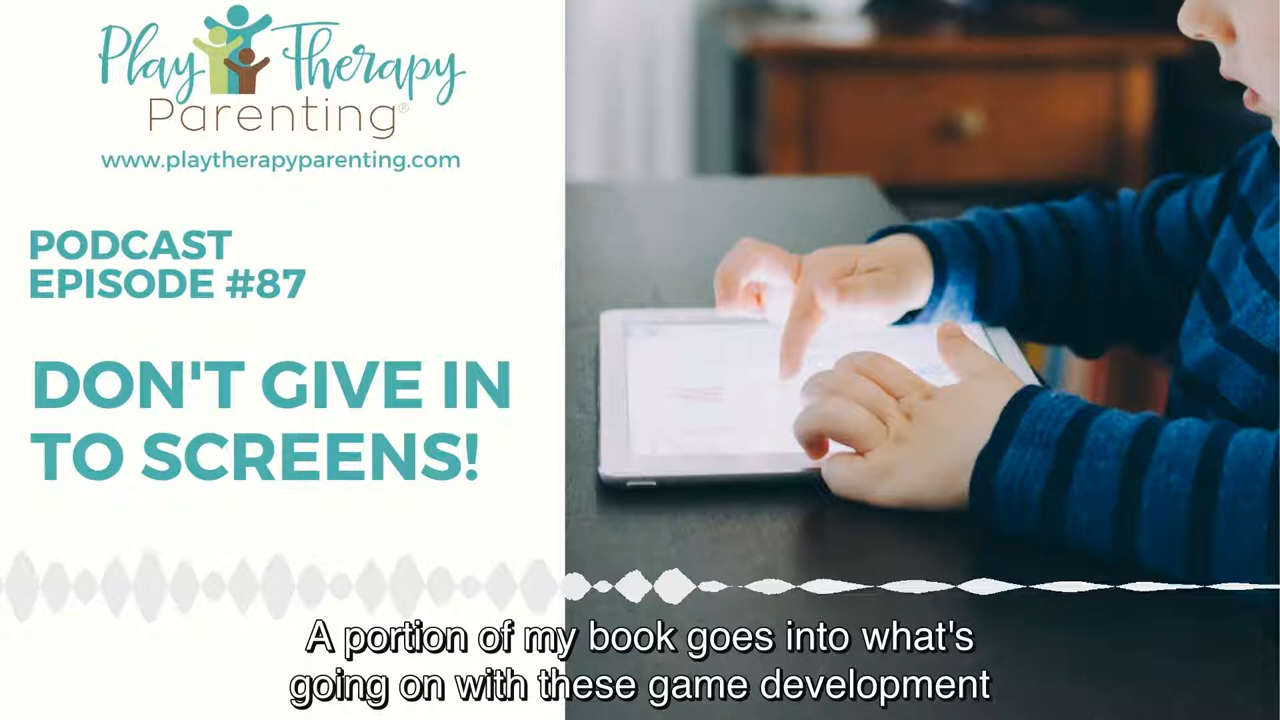 Play Therapy
Parenting®
www.playtherapyparenting.com
PODCAST
EPISODE #87
DON'T GIVE IN
TO SCREENS!
A portion of my book goes into what's
going on with these game development